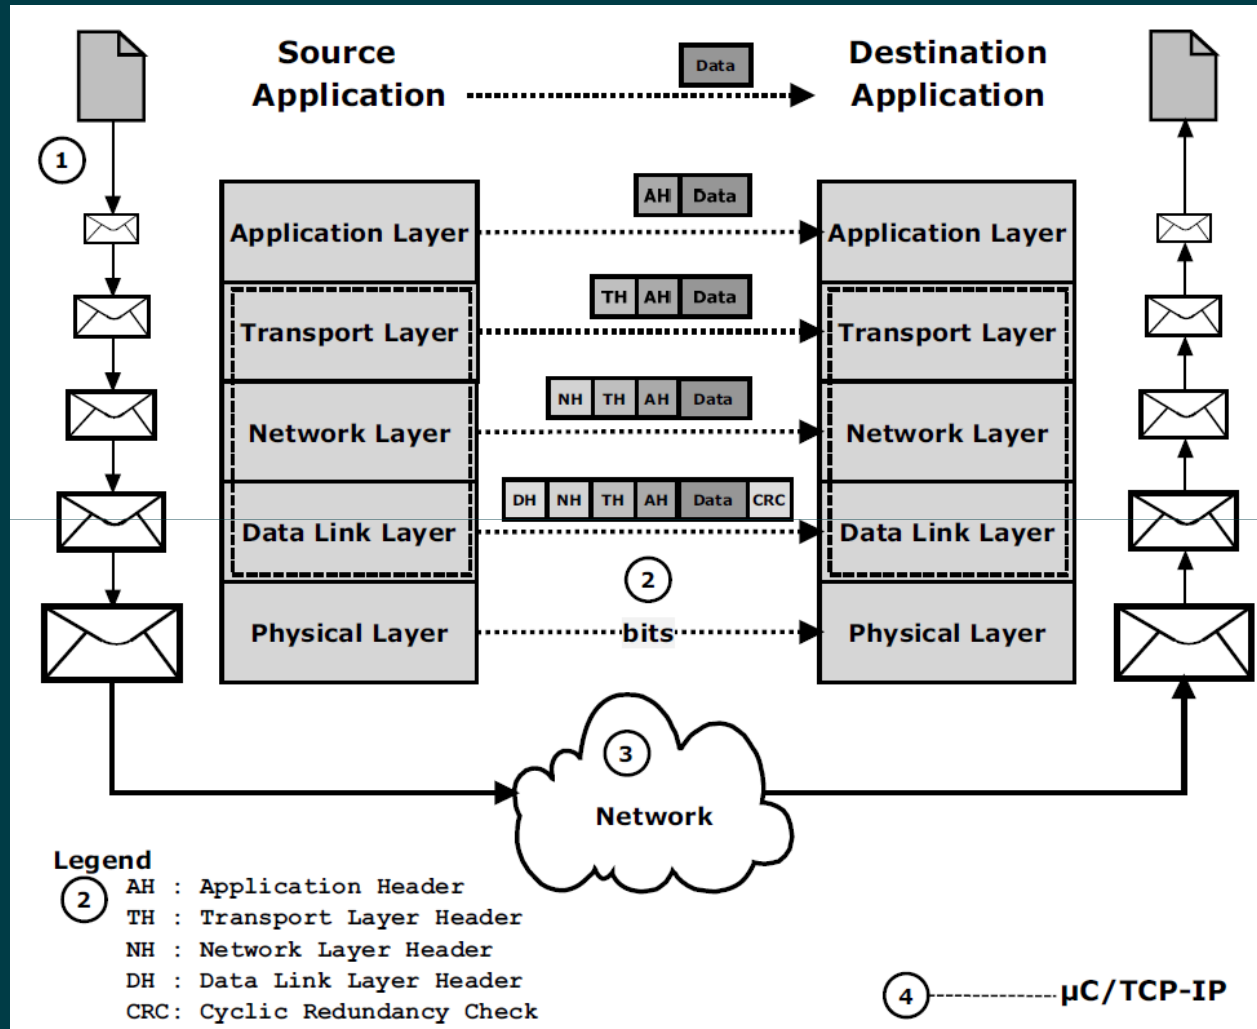 Source
Application
Data
Destination
Application
1
AH Data
Application Layer
Application Layer
TH AH Data
Transport Layer
Transport Layer
NH TH AH Data
Network Layer
Network Layer
DH NH TH AH Data CRC
Data Link Layer
Data Link Layer
2
Physical Layer
bits
Physical Layer
3
Network
Legend
2
AH : Application Header
TH : Transport Layer Header
NH : Network Layer Header
DH : Data Link Layer Header
CRC: Cyclic Redundancy Check
4 µC/TCP-IP